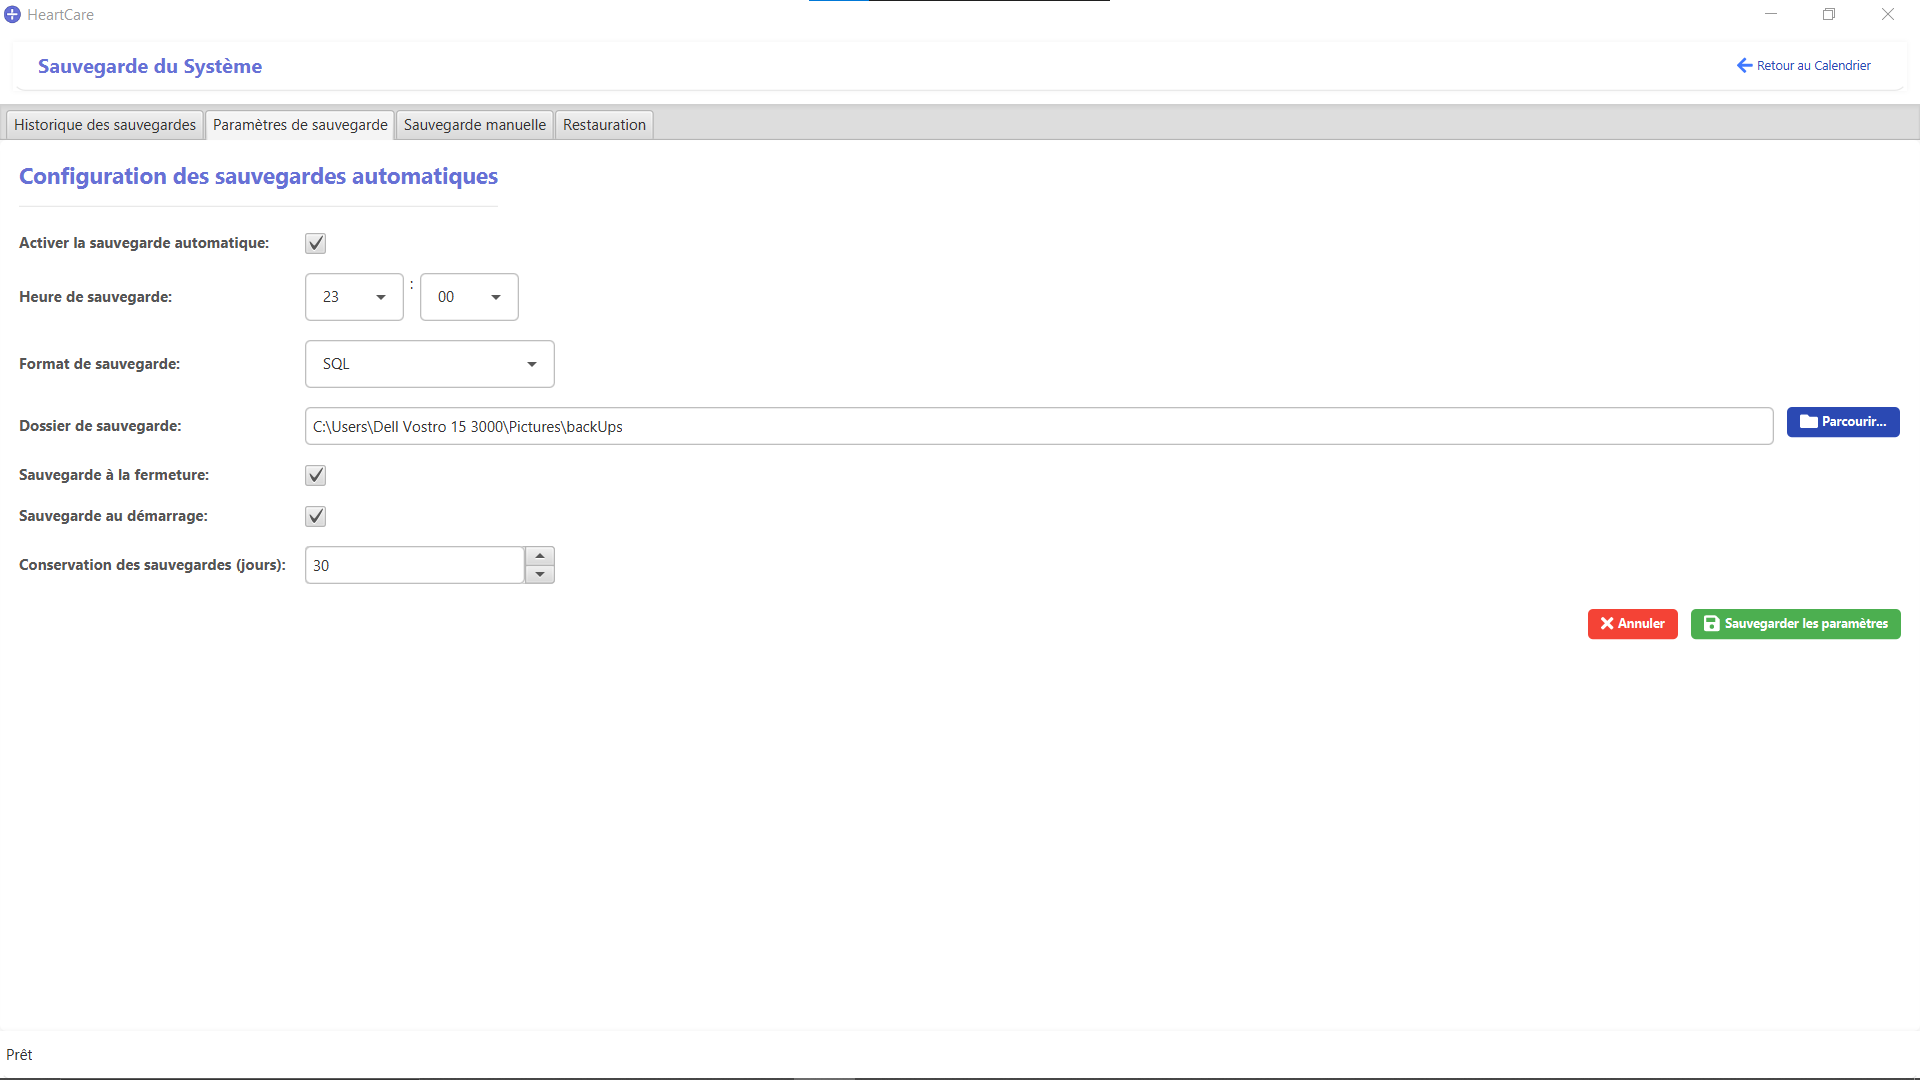 HeartCare
Sauvegarde du Système
Retour au Calendrier
Historique des sauvegardes
Paramètres de sauvegarde
Sauvegarde manuelle
Restauration
Configuration des sauvegardes automatiques
Activer la sauvegarde automatique:
Heure de sauvegarde: 23 : 00
Format de sauvegarde: SQL
Dossier de sauvegarde: C:\Users\Dell Vostro 15 3000\Pictures\backUps Parcourir...
Sauvegarde à la fermeture:
Sauvegarde au démarrage:
Conservation des sauvegardes (jours): 30
Annuler Sauvegarder les paramètres
Prêt